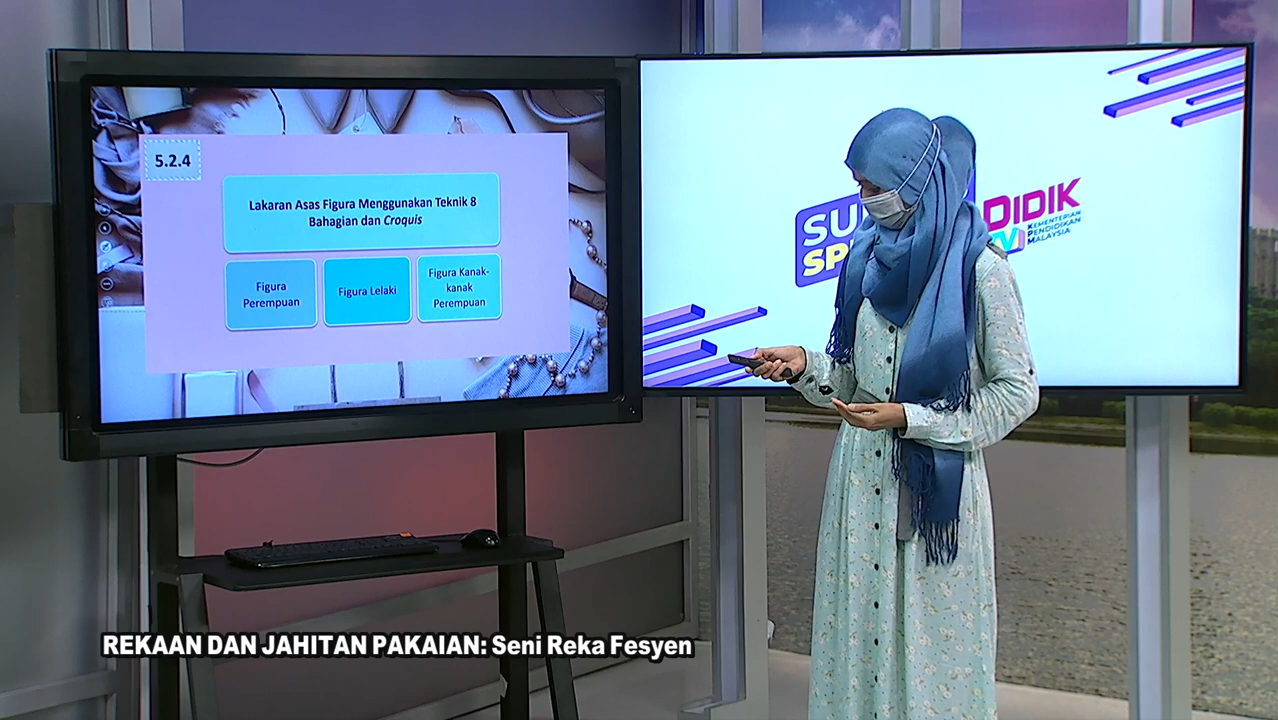 5.2.4
Lakaran Asas Figura Menggunakan Teknik 8
Bahagian dan Croquis
Figura
Perempuan
Figura Lelaki
Figura Kanak-
kanak
Perempuan
DIDIK
KEMENTERIAN
PENDIDIKAN
MALAYSIA
REKAAN DAN JAHITAN PAKAIAN: Seni Reka Fesyen